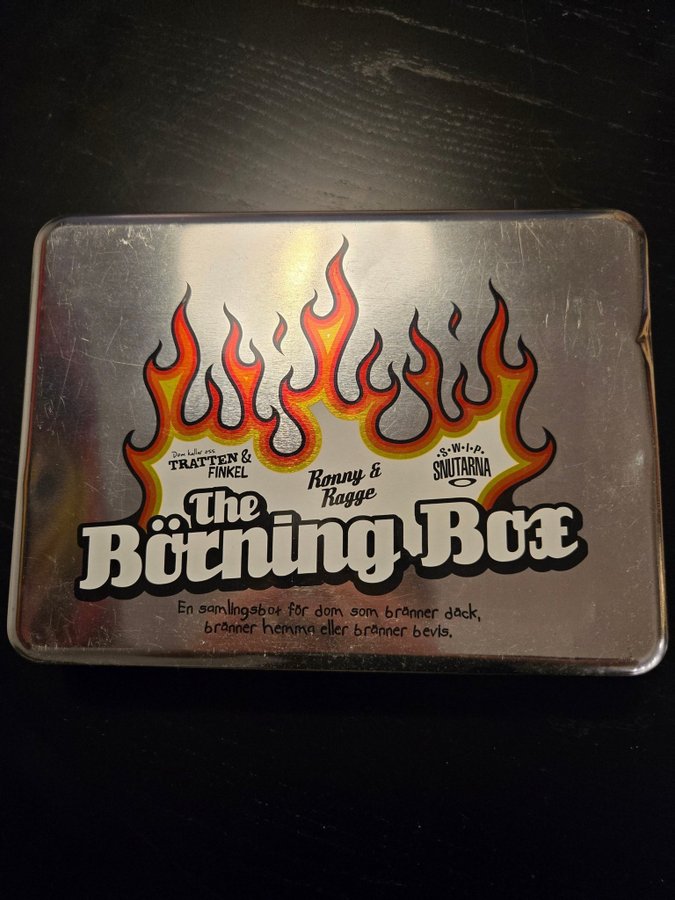 Dom kallar oss
TRATTEN &
FINKEL
Ronny &
Ragge
S.W.I.P.
SNUTARNA
The
Börning Box
En samlingsbox för dom som bränner däck,
bränner hemma eller bränner bevis.